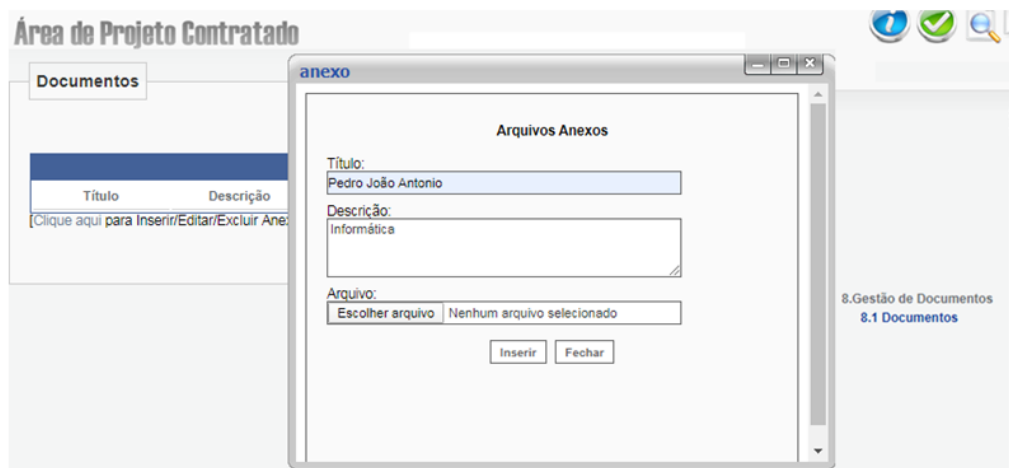 Área de Projeto Contratado
Documentos
Título Descrição
[Clique aqui para Inserir/Editar/Excluir
anexo
Arquivos Anexos
Título:
Pedro João Antonio
Descrição:
Informática
Arquivo:
Escolher arquivo Nenhum arquivo selecionado
Inserir Fechar
8.Gestão de Documentos
8.1 Documentos